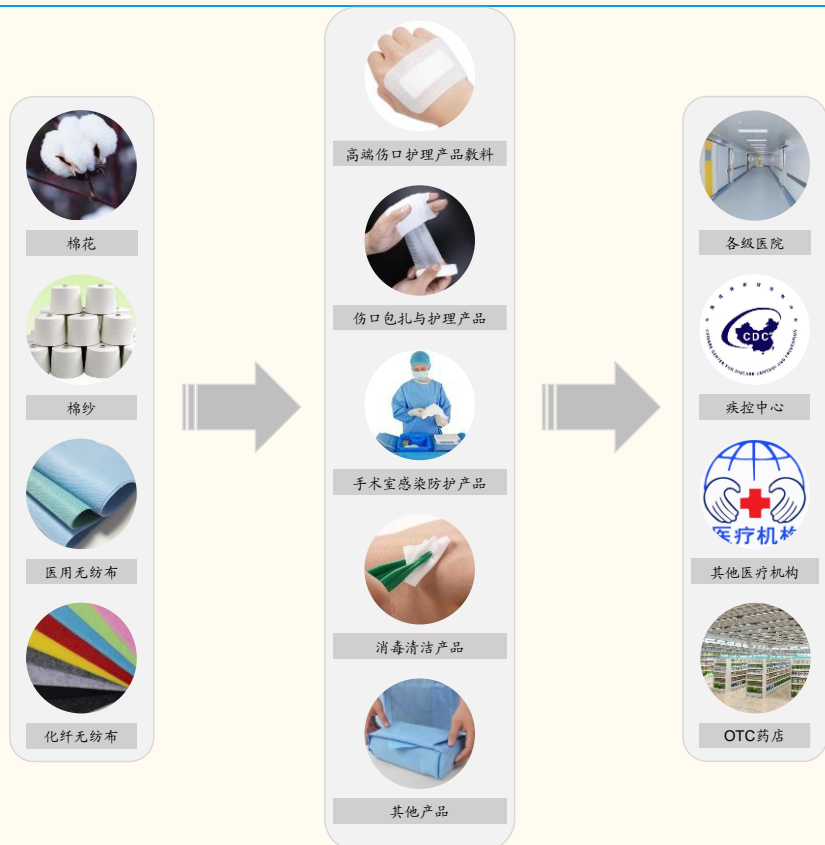 棉花
棉纱
医用无纺布
化纤无纺布
高端伤口护理产品敷料
伤口包扎与护理产品
手术室感染防护产品
消毒清洁产品
其他产品
各级医院
CDC
疾控中心
医疗机构
其他医疗机构
OTC药店